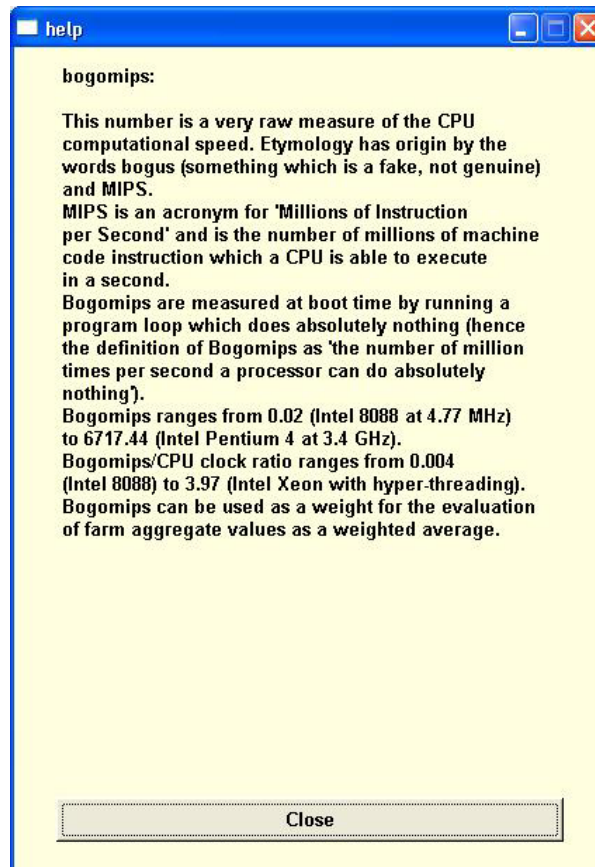 help
bogomips:
This number is a very raw measure of the CPU
computational speed. Etymology has origin by the
words bogus (something which is a fake, not genuine)
and MIPS.
MIPS is an acronym for 'Millions of Instruction
per Second' and is the number of millions of machine
code instruction which a CPU is able to execute
in a second.
Bogomips are measured at boot time by running a
program loop which does absolutely nothing (hence
the definition of Bogomips as 'the number of million
times per second a processor can do absolutely
nothing').
Bogomips ranges from 0.02 (Intel 8088 at 4.77 MHz)
to 6717.44 (Intel Pentium 4 at 3.4 GHz).
Bogomips/CPU clock ratio ranges from 0.004
(Intel 8088) to 3.97 (Intel Xeon with hyper-threading).
Bogomips can be used as a weight for the evaluation
of farm aggregate values as a weighted average.
Close